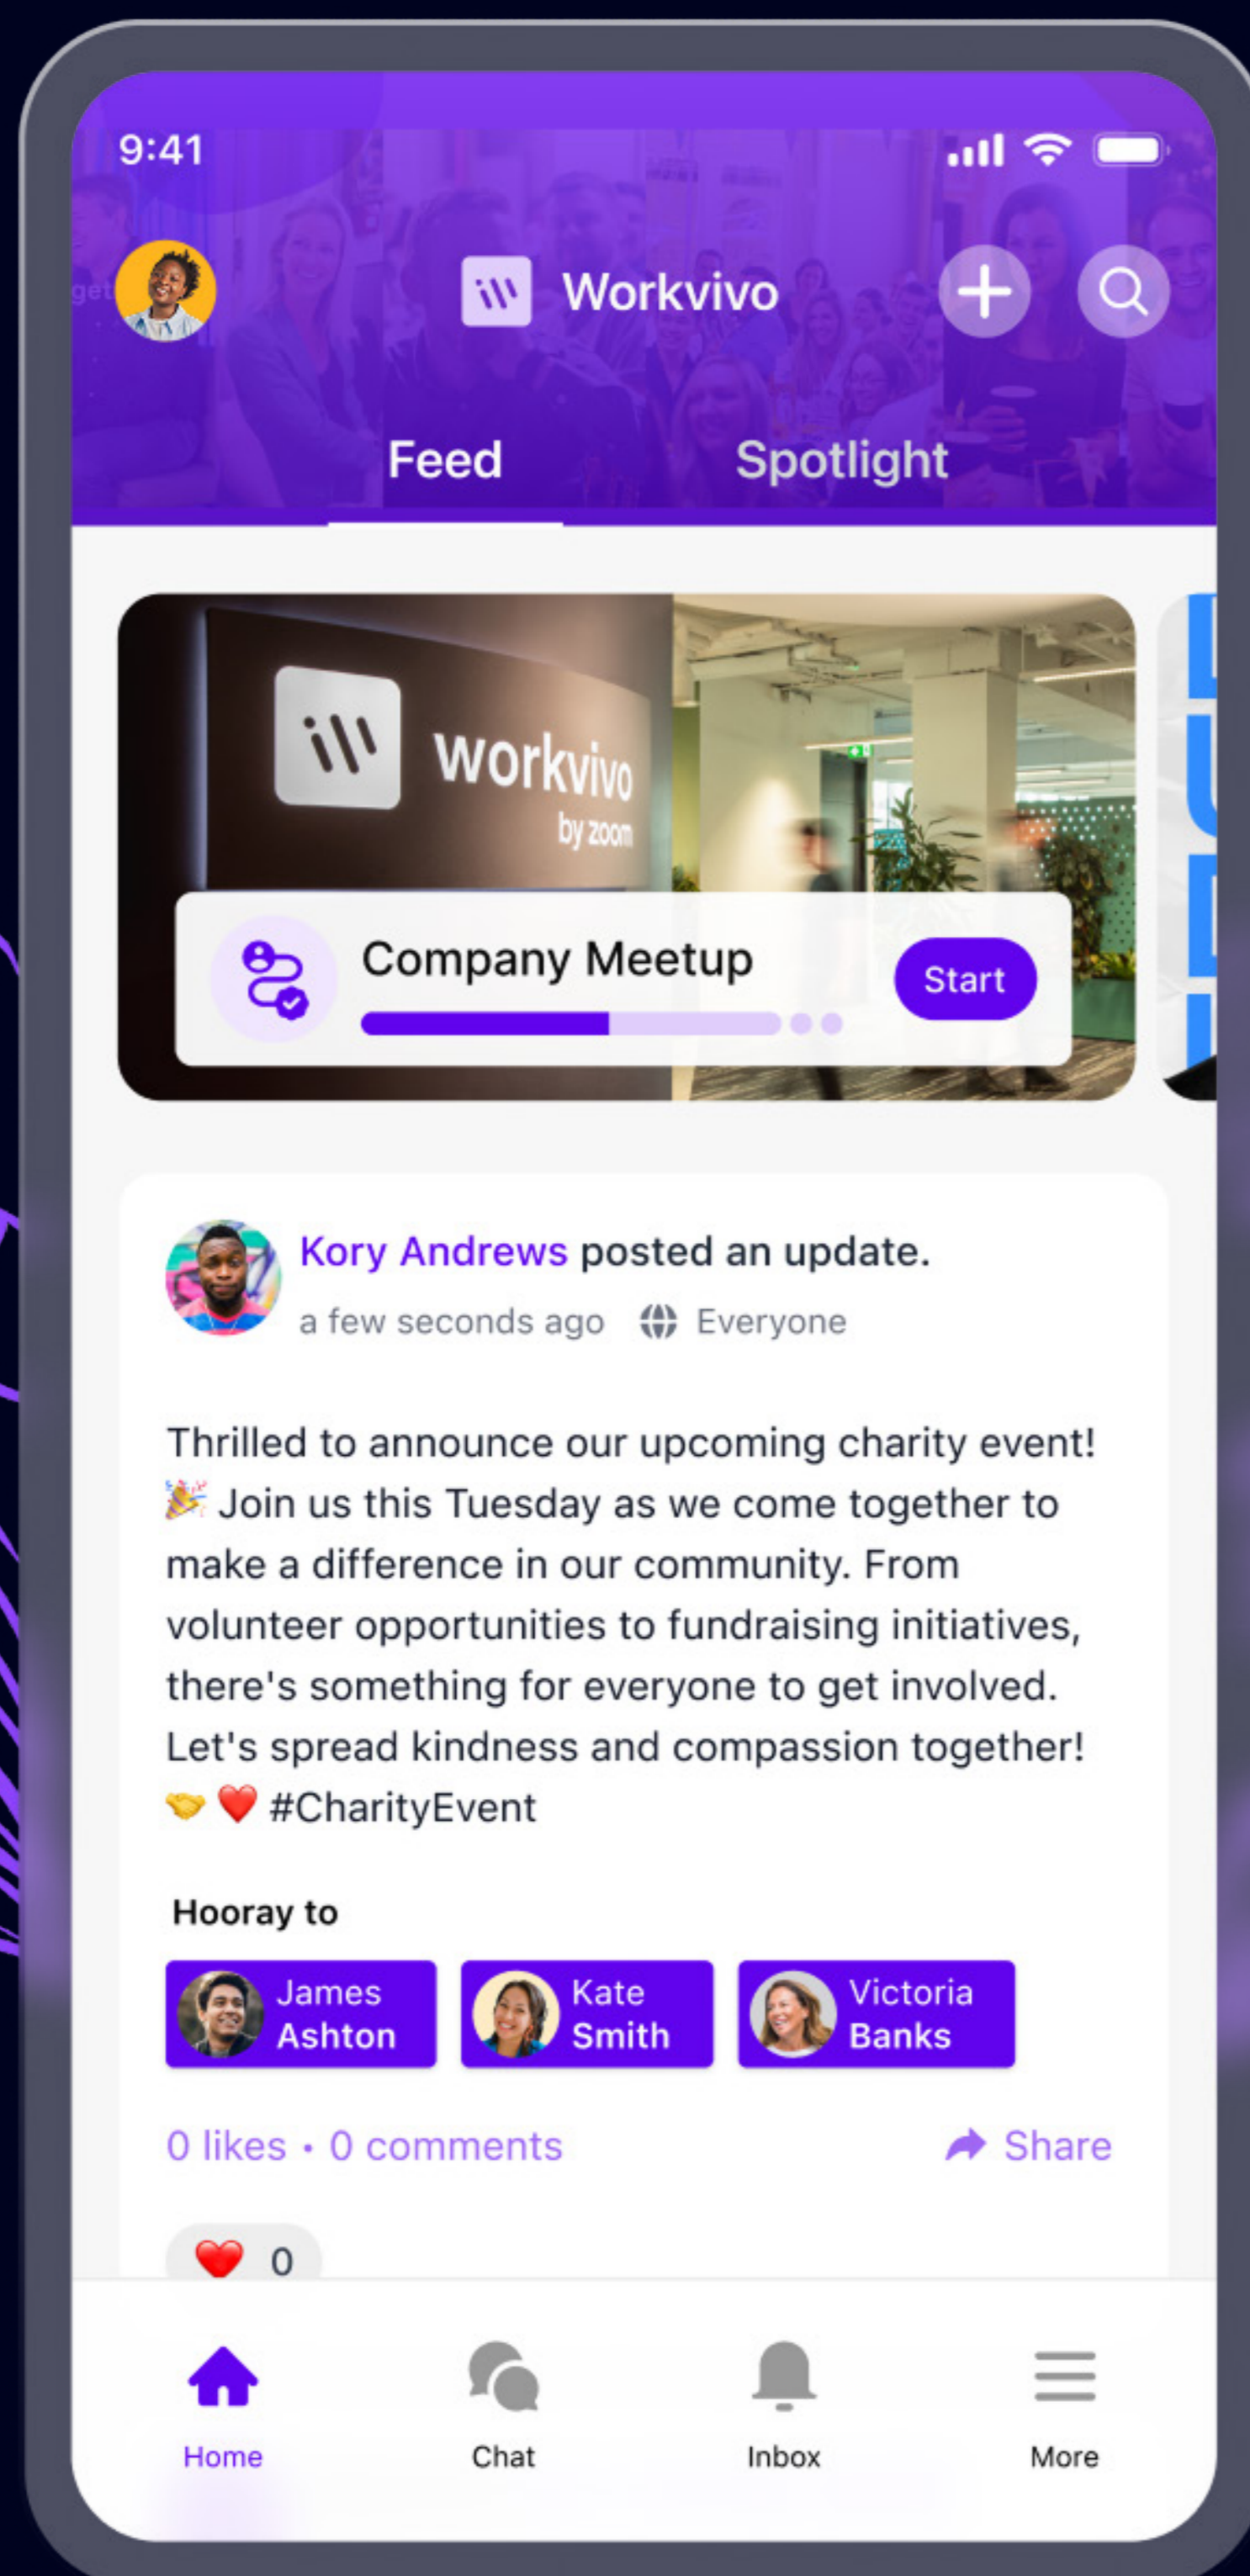 9:41
get
Workvivo
Feed
Spotlight
workvivo
by zoom
Company Meetup
Start
Kory Andrews posted an update.
a few seconds ago Everyone
Thrilled to announce our upcoming charity event!
🎉 Join us this Tuesday as we come together to
make a difference in our community. From
volunteer opportunities to fundraising initiatives,
there's something for everyone to get involved.
Let's spread kindness and compassion together!
🤝 ❤️ #CharityEvent
Hooray to
James
Ashton
Kate
Smith
Victoria
Banks
0 likes • 0 comments
Share
❤️ 0
Home
Chat
Inbox
More